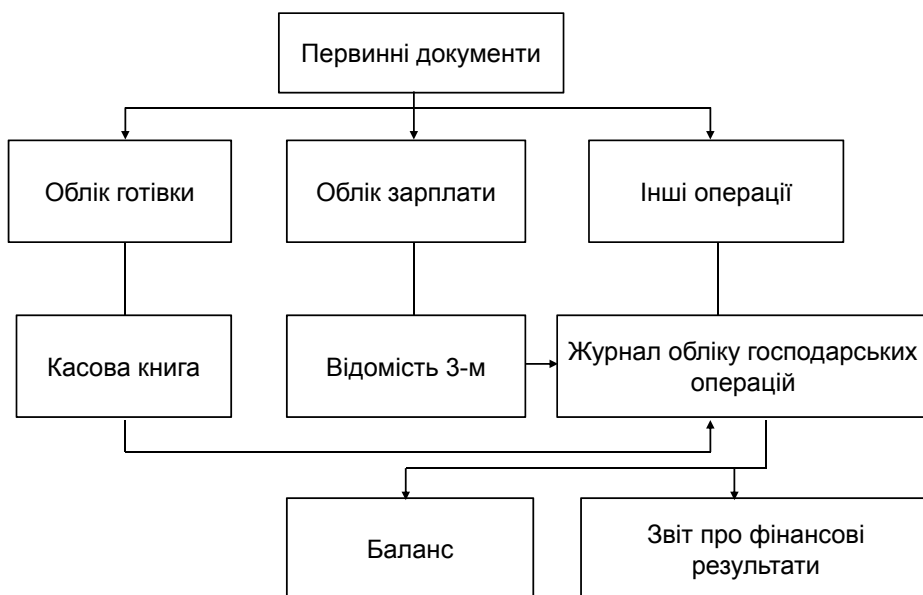 Первинні документи
Облік готівки
Облік зарплати
Інші операції
Касова книга
Відомість 3-м
Журнал обліку господарських
операцій
Баланс
Звіт про фінансові
результати